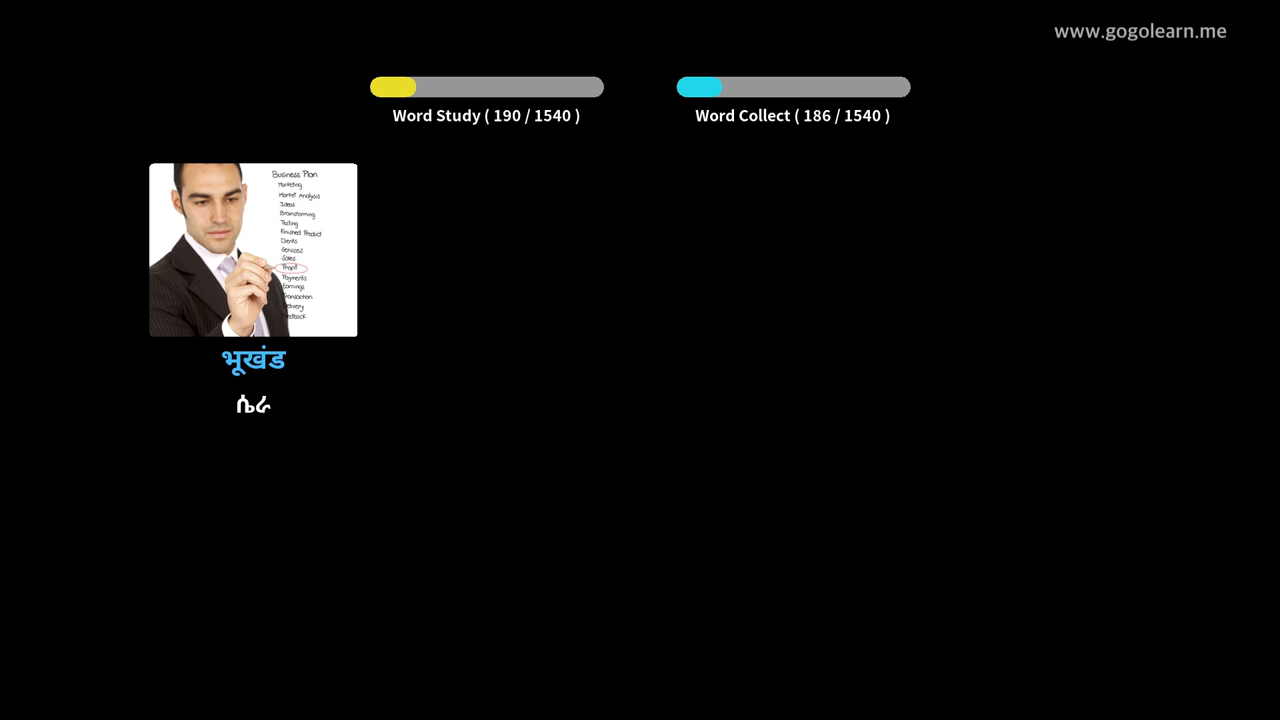 www.gogolearn.me
Word Study ( 190 / 1540 )
Word Collect ( 186 / 1540 )
Business Plan
Marketing
Market Analysis
Ideas
Brainstorming
Testing
Finished Product
Clients
Services
Sales
Profit
Payments
Earnings
Transaction
Delivery
Feedback
भूखंड
ሴራ